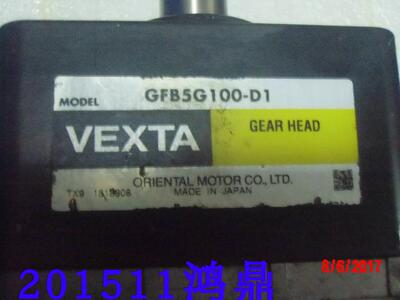 MODEL GFB5G100-D1
VEXTA
GEAR HEAD
ORIENTAL MOTOR CO., LTD.
MADE IN JAPAN
8/6/2017
201511鸿鼎